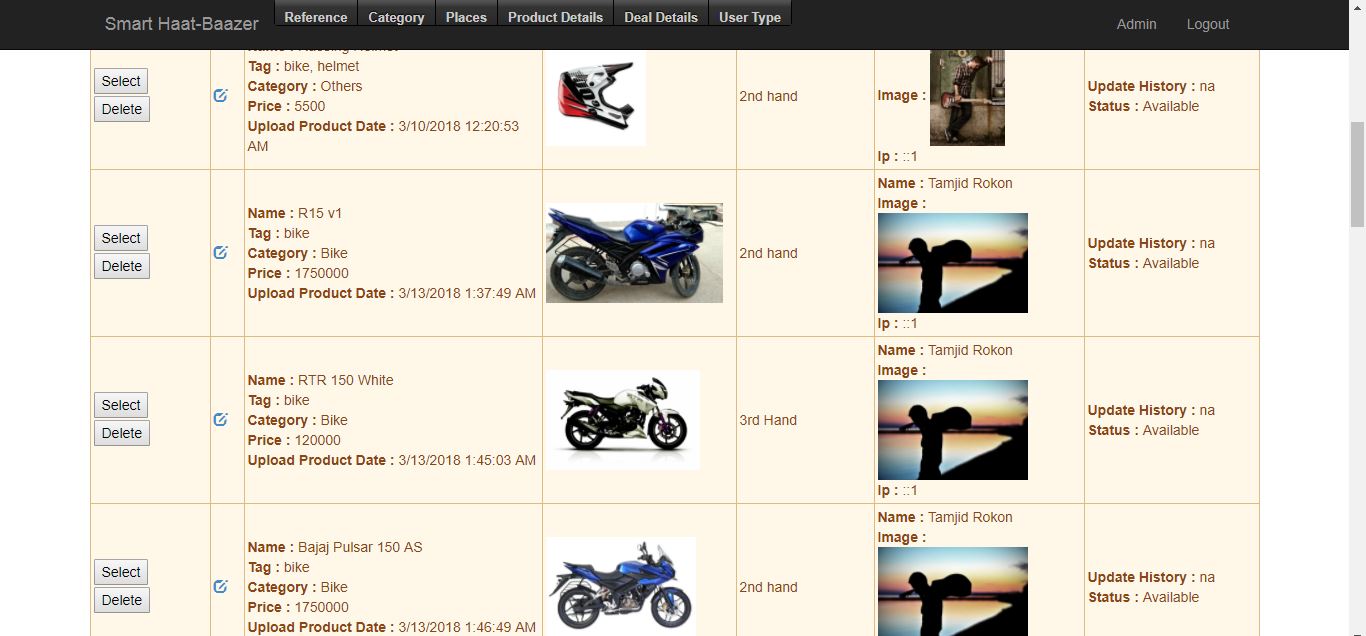 Smart Haat-Baazer Reference Category Places Product Details Deal Details User Type Admin Logout
Select
Delete
Tag : bike, helmet
Category : Others
Price : 5500
Upload Product Date : 3/10/2018 12:20:53
AM
2nd hand
Image :
Ip : ::1
Update History : na
Status : Available
Select
Delete
Name : R15 v1
Tag : bike
Category : Bike
Price : 1750000
Upload Product Date : 3/13/2018 1:37:49 AM
2nd hand
Name : Tamjid Rokon
Image :
Ip : ::1
Update History : na
Status : Available
Select
Delete
Name : RTR 150 White
Tag : bike
Category : Bike
Price : 120000
Upload Product Date : 3/13/2018 1:45:03 AM
3rd Hand
Name : Tamjid Rokon
Image :
Ip : ::1
Update History : na
Status : Available
Select
Delete
Name : Bajaj Pulsar 150 AS
Tag : bike
Category : Bike
Price : 1750000
Upload Product Date : 3/13/2018 1:46:49 AM
2nd hand
Name : Tamjid Rokon
Image :
Update History : na
Status : Available